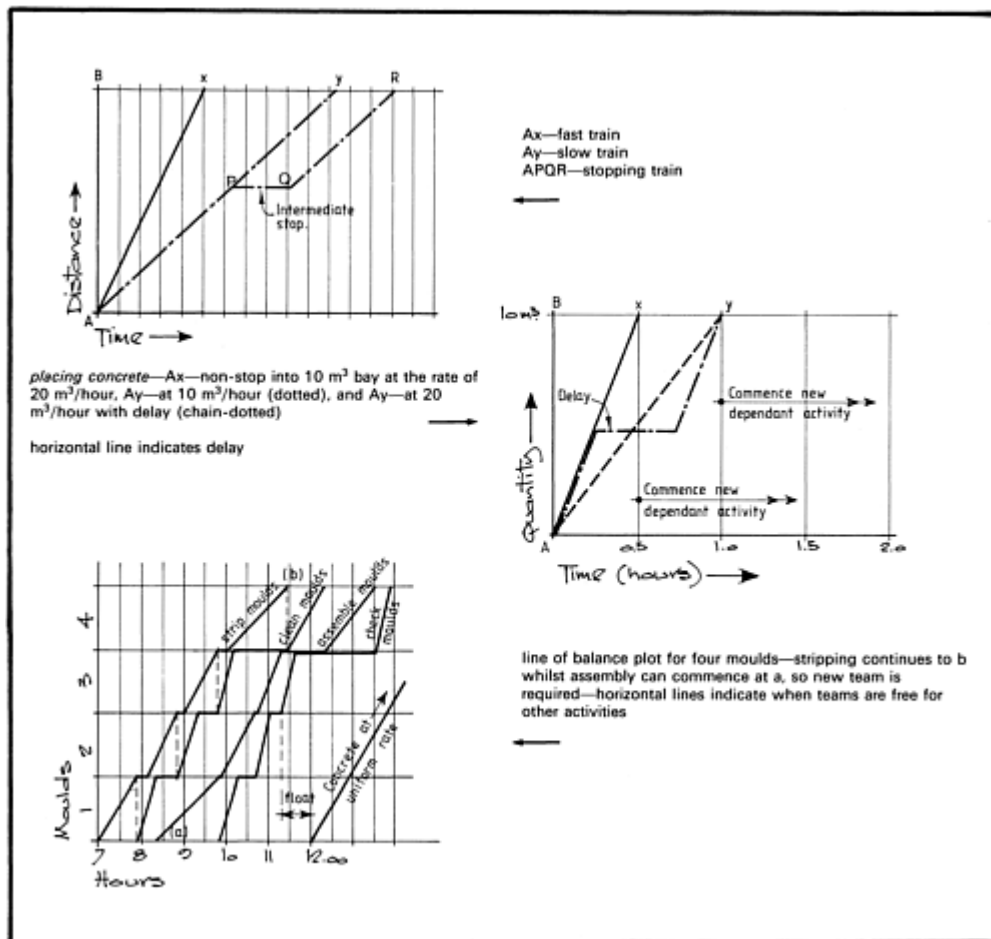 B x y R
Ax—fast train
Ay—slow train
APQR—stopping train
P Q
Intermediate
stop.
Distance
A
Time
placing concrete—Ax—non-stop into 10 m³ bay at the rate of
20 m³/hour, Ay—at 10 m³/hour (dotted), and Ay—at 20
m³/hour with delay (chain-dotted)
horizontal line indicates delay
B x y
10 m³
Delay
Commence new
dependant activity
Commence new
dependant activity
Quantity
A
0.5 1.0 1.5 2.0
Time (hours)
(b)
strip moulds
clean moulds
assemble moulds
check
moulds
4
3
2
1
Moulds
(a)
float
Concrete at
uniform rate
7 8 9 10 11 12.00
Hours
line of balance plot for four moulds—stripping continues to b
whilst assembly can commence at a, so new team is
required—horizontal lines indicate when teams are free for
other activities